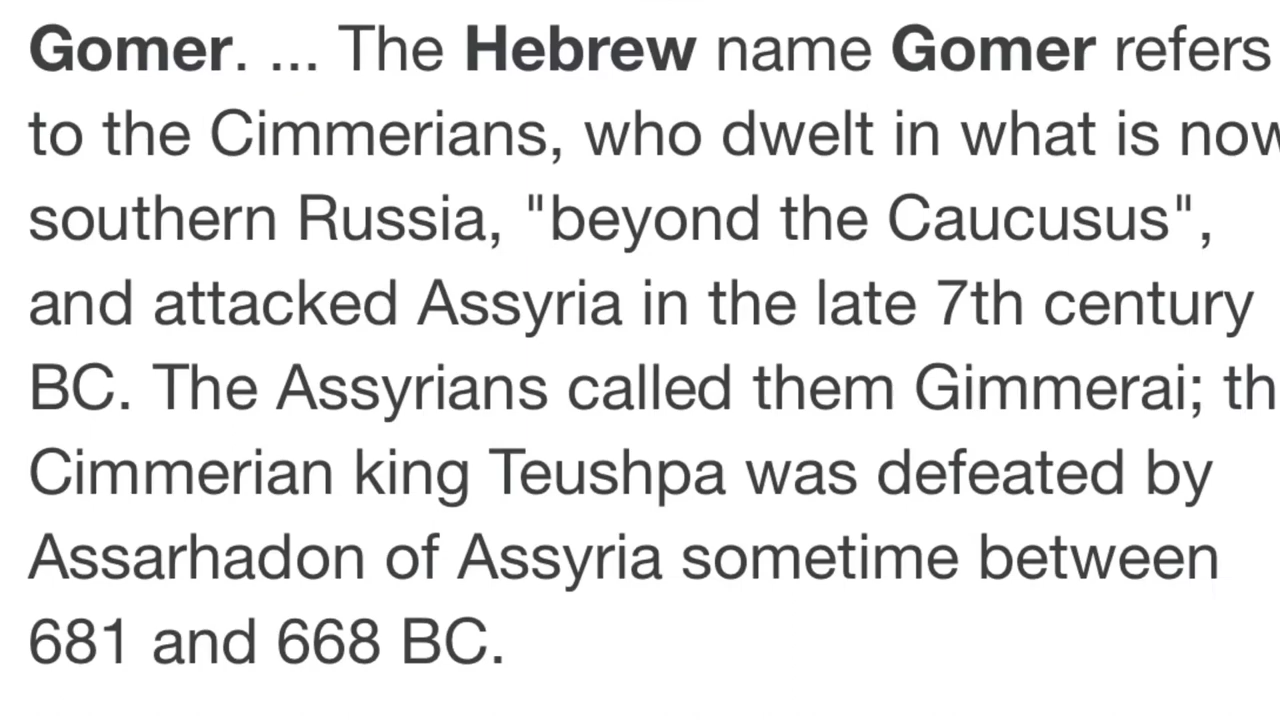 Gomer. ... The Hebrew name Gomer refers
to the Cimmerians, who dwelt in what is now
southern Russia, "beyond the Caucusus",
and attacked Assyria in the late 7th century
BC. The Assyrians called them Gimmerai; th
Cimmerian king Teushpa was defeated by
Assarhadon of Assyria sometime between
681 and 668 BC.